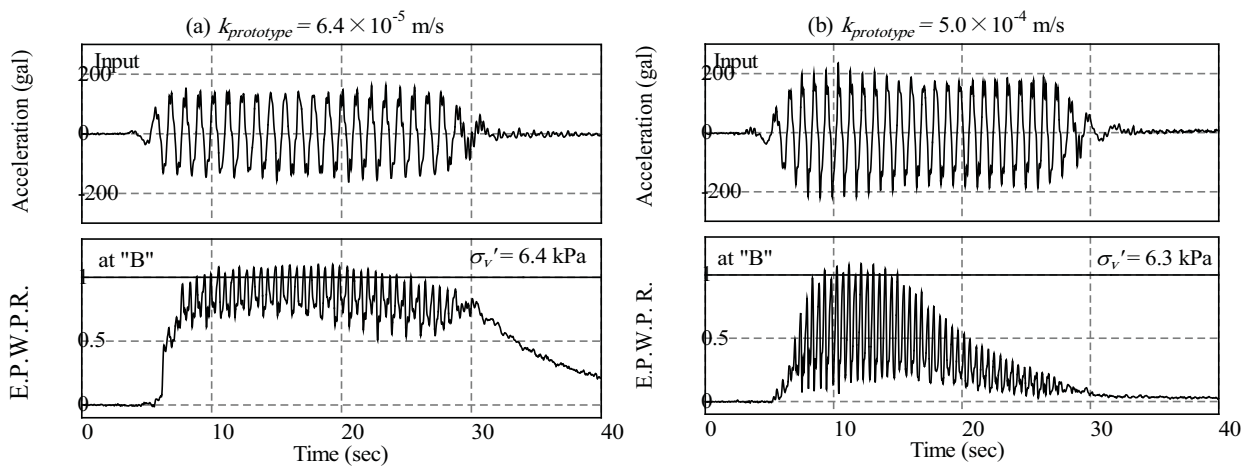 (a) kprototype = 6.4 × 10-5 m/s
Acceleration (gal)
Input
200
0
-200
E.P.W.P.R.
at "B"
σv′= 6.4 kPa
1
0.5
0
0 10 20 30 40
Time (sec)
(b) kprototype = 5.0 × 10-4 m/s
Acceleration (gal)
Input
200
0
-200
E.P.W.P.R.
at "B"
σv′= 6.3 kPa
1
0.5
0
0 10 20 30 40
Time (sec)